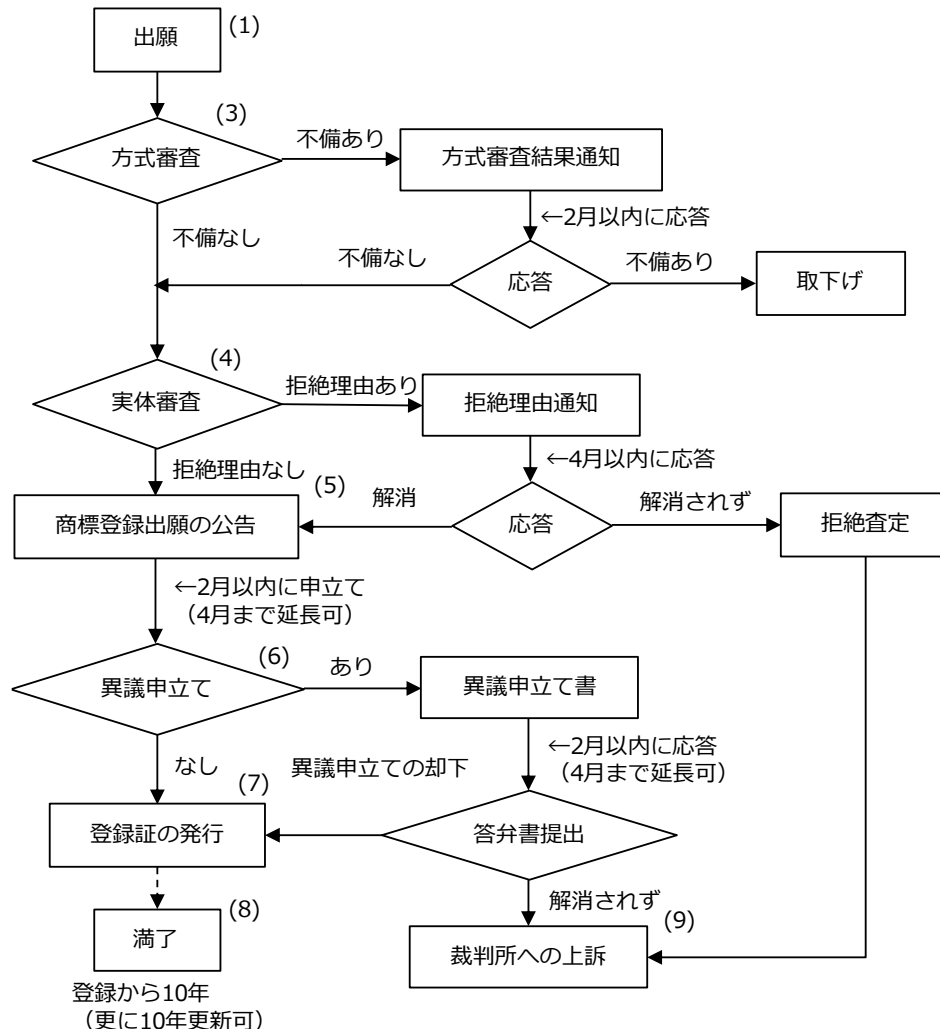 出願
(1)
(3)
方式審査
不備あり
方式審査結果通知
←2月以内に応答
不備なし
不備なし
応答
不備あり
取下げ
(4)
実体審査
拒絶理由あり
拒絶理由通知
←4月以内に応答
拒絶理由なし
(5)
商標登録出願の公告
解消
応答
解消されず
拒絶査定
←2月以内に申立て
（4月まで延長可）
(6)
異議申立て
あり
異議申立て書
←2月以内に応答
（4月まで延長可）
なし
異議申立ての却下
(7)
登録証の発行
答弁書提出
解消されず
(8)
満了
(9)
裁判所への上訴
登録から10年
（更に10年更新可）